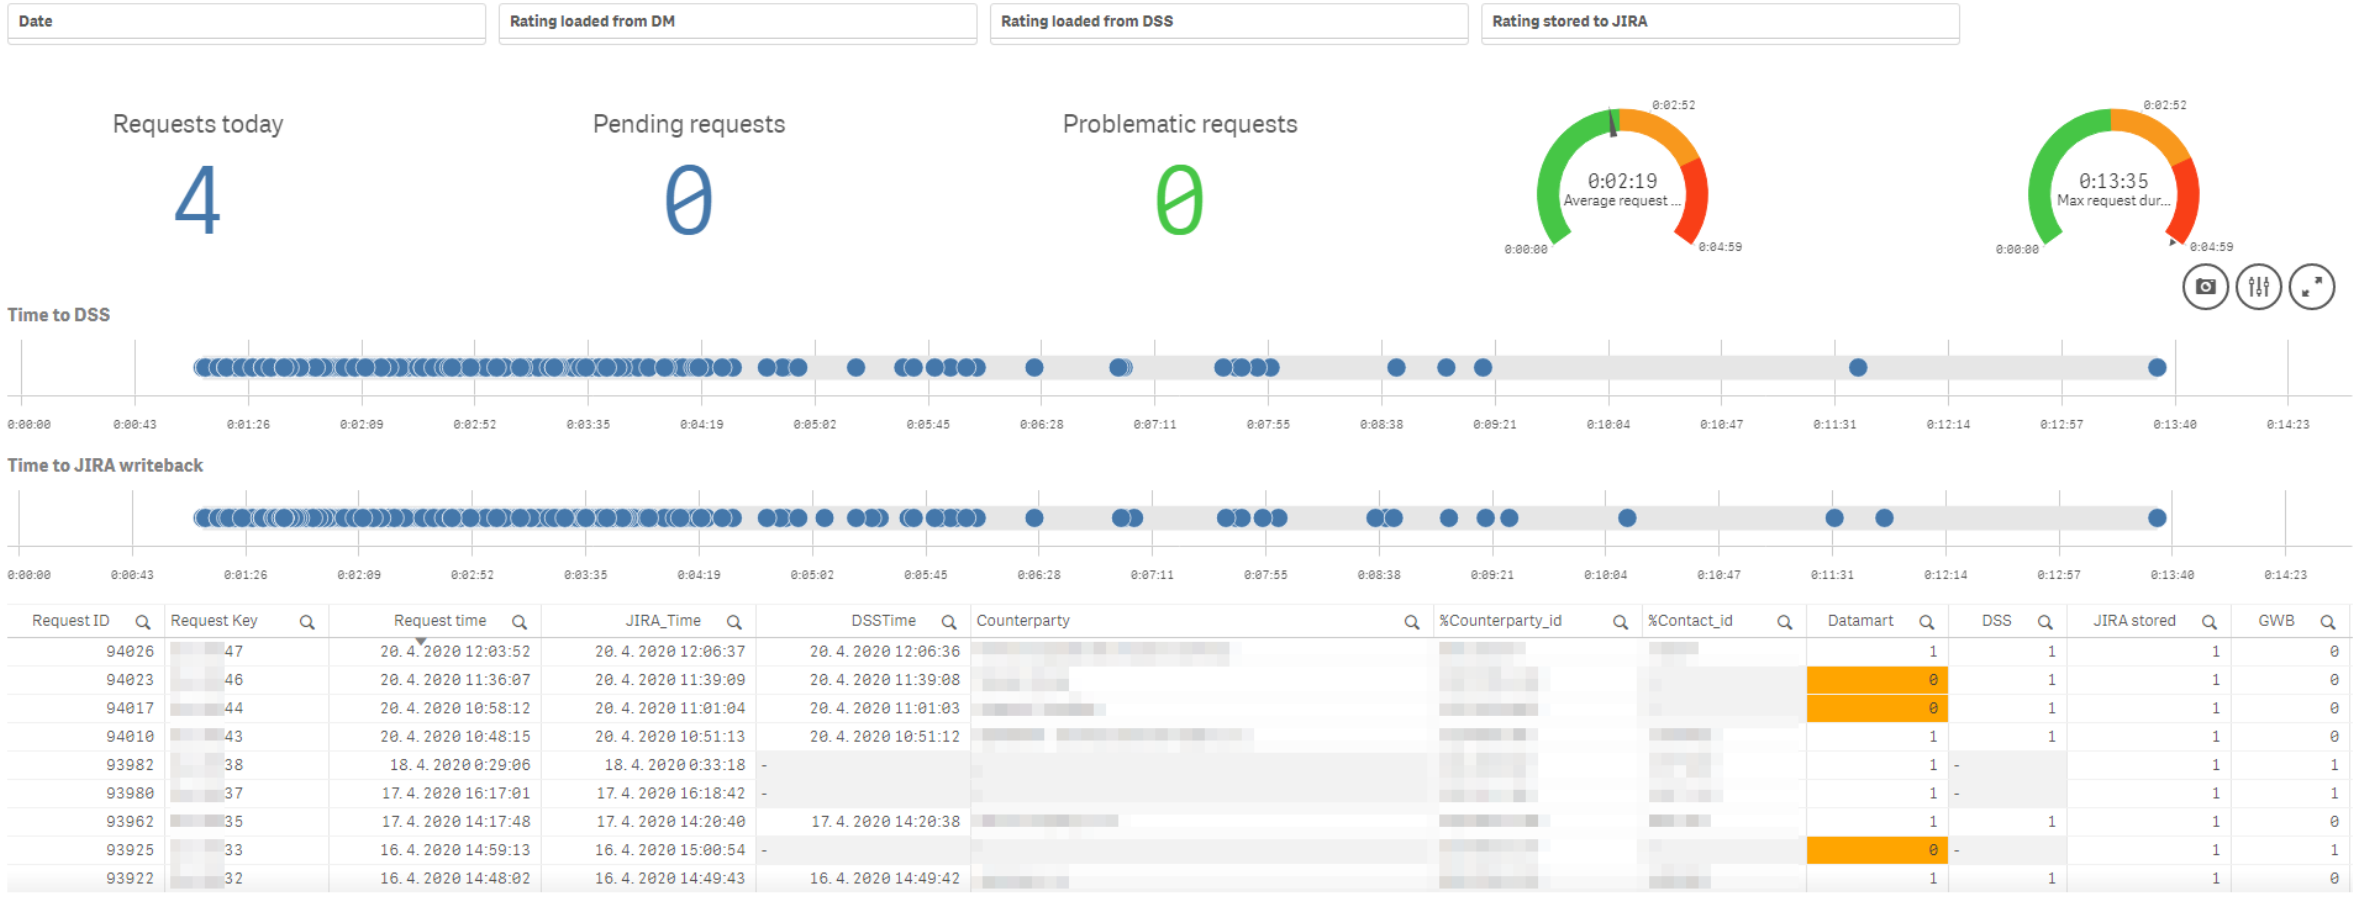 Date Rating loaded from DM Rating loaded from DSS Rating stored to JIRA
Requests today Pending requests Problematic requests
4 0 0
0:02:52 0:02:52
0:02:19 0:13:35
Average request ... Max request dur...
0:00:00 0:04:59 0:00:00 0:04:59
Time to DSS
0:00:00 0:00:43 0:01:26 0:02:09 0:02:52 0:03:35 0:04:19 0:05:02 0:05:45 0:06:28 0:07:11 0:07:55 0:08:38 0:09:21 0:10:04 0:10:47 0:11:31 0:12:14 0:12:57 0:13:40 0:14:23
Time to JIRA writeback
0:00:00 0:00:43 0:01:26 0:02:09 0:02:52 0:03:35 0:04:19 0:05:02 0:05:45 0:06:28 0:07:11 0:07:55 0:08:38 0:09:21 0:10:04 0:10:47 0:11:31 0:12:14 0:12:57 0:13:40 0:14:23
Request ID Request Key Request time JIRA_Time DSSTime Counterparty %Counterparty_id %Contact_id Datamart DSS JIRA stored GWB
94026 47 20.4.2020 12:03:52 20.4.2020 12:06:37 20.4.2020 12:06:36 1 1 1 0
94023 46 20.4.2020 11:36:07 20.4.2020 11:39:09 20.4.2020 11:39:08 0 1 1 0
94017 44 20.4.2020 10:58:12 20.4.2020 11:01:04 20.4.2020 11:01:03 0 1 1 0
94010 43 20.4.2020 10:48:15 20.4.2020 10:51:13 20.4.2020 10:51:12 1 1 1 0
93982 38 18.4.2020 0:29:06 18.4.2020 0:33:18 - 1 - 1 1
93980 37 17.4.2020 16:17:01 17.4.2020 16:18:42 - 1 - 1 1
93962 35 17.4.2020 14:17:48 17.4.2020 14:20:40 17.4.2020 14:20:38 1 1 1 0
93925 33 16.4.2020 14:59:13 16.4.2020 15:00:54 - 0 - 1 1
93922 32 16.4.2020 14:48:02 16.4.2020 14:49:43 16.4.2020 14:49:42 1 1 1 0